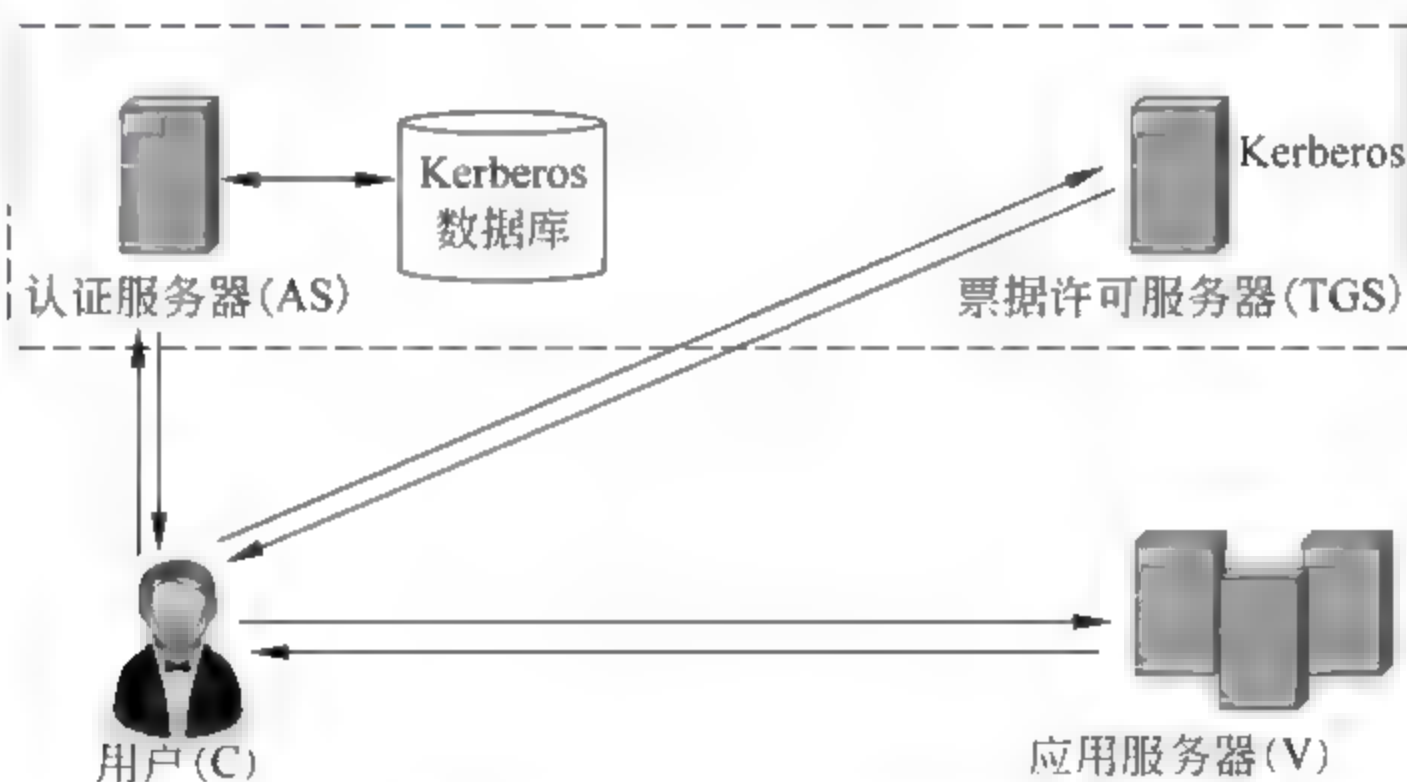 Kerberos
数据库
Kerberos
认证服务器(AS)
票据许可服务器(TGS)
用户(C)
应用服务器(V)